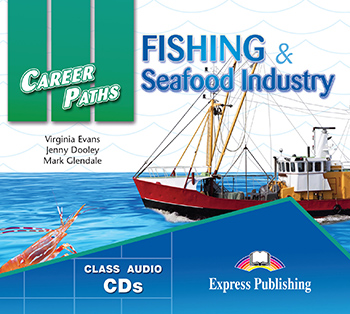 CAREER
PATHS
FISHING &
Seafood Industry
Virginia Evans
Jenny Dooley
Mark Glendale
CLASS AUDIO
CDs
Express Publishing